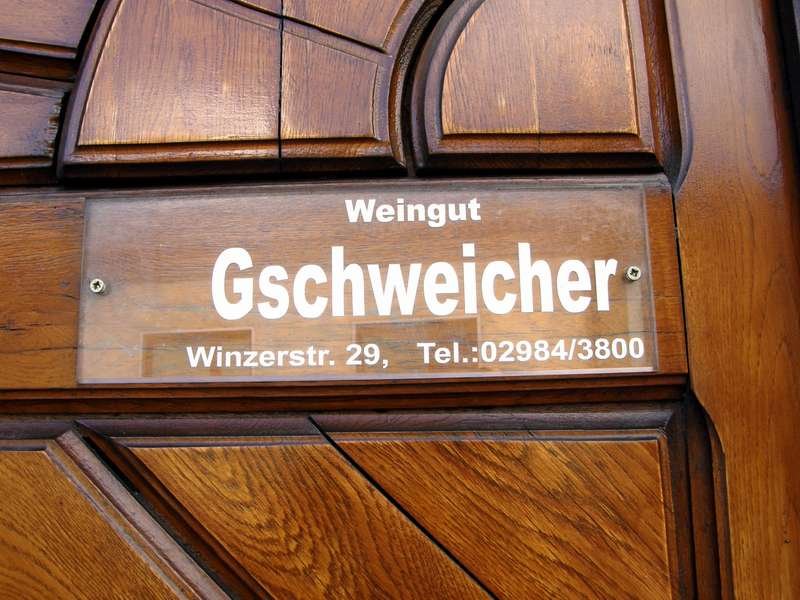 Weingut
Gschweicher
Winzerstr. 29, Tel.:02984/3800